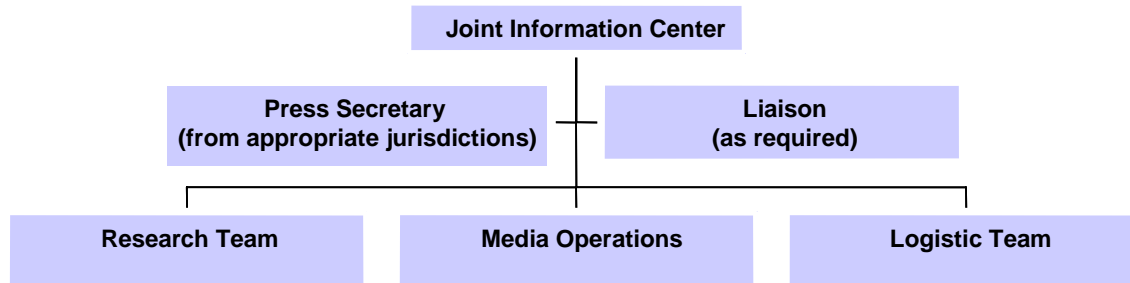 Joint Information Center
Press Secretary
(from appropriate jurisdictions)
Liaison
(as required)
Research Team
Media Operations
Logistic Team